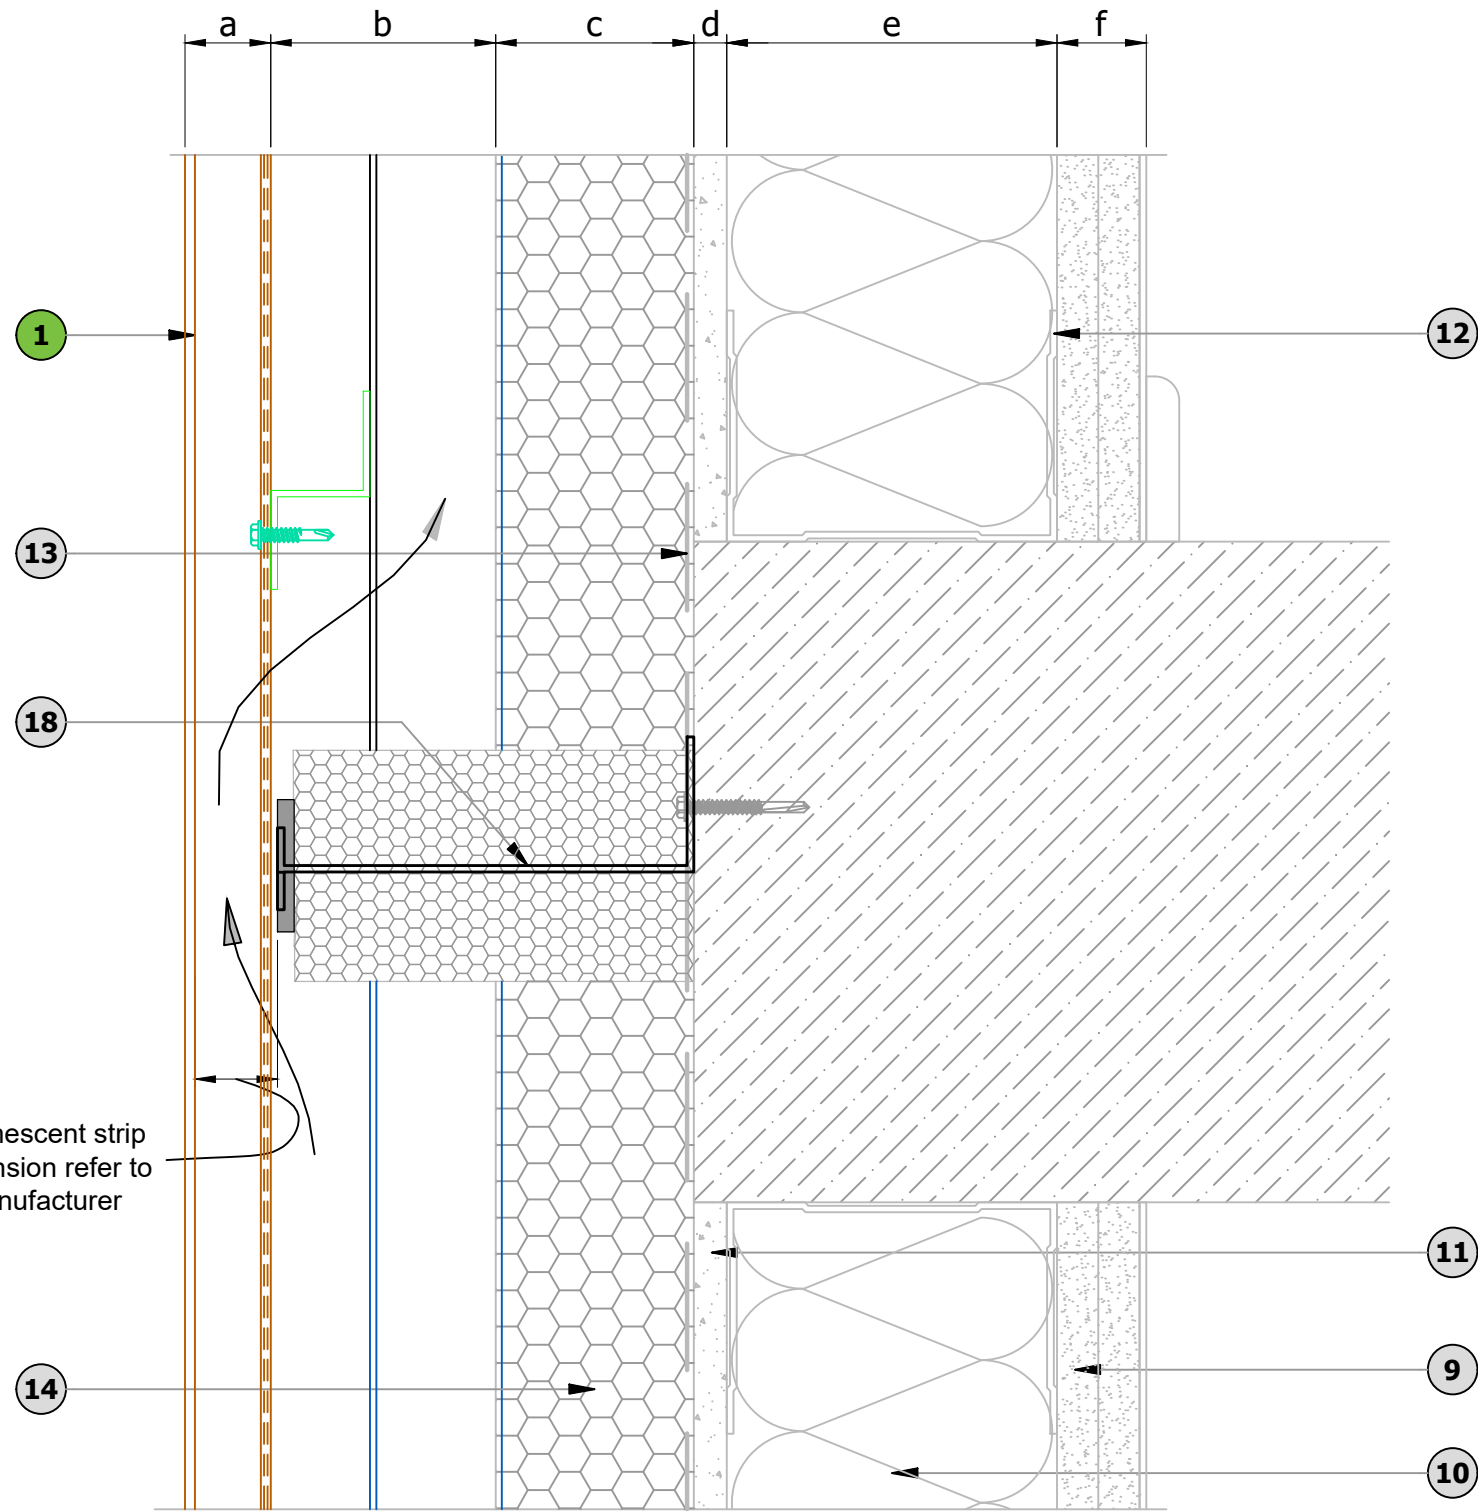 a b c d e f
1
12
13
18
nescent strip
nsion refer to
nufacturer
11
14
9
10